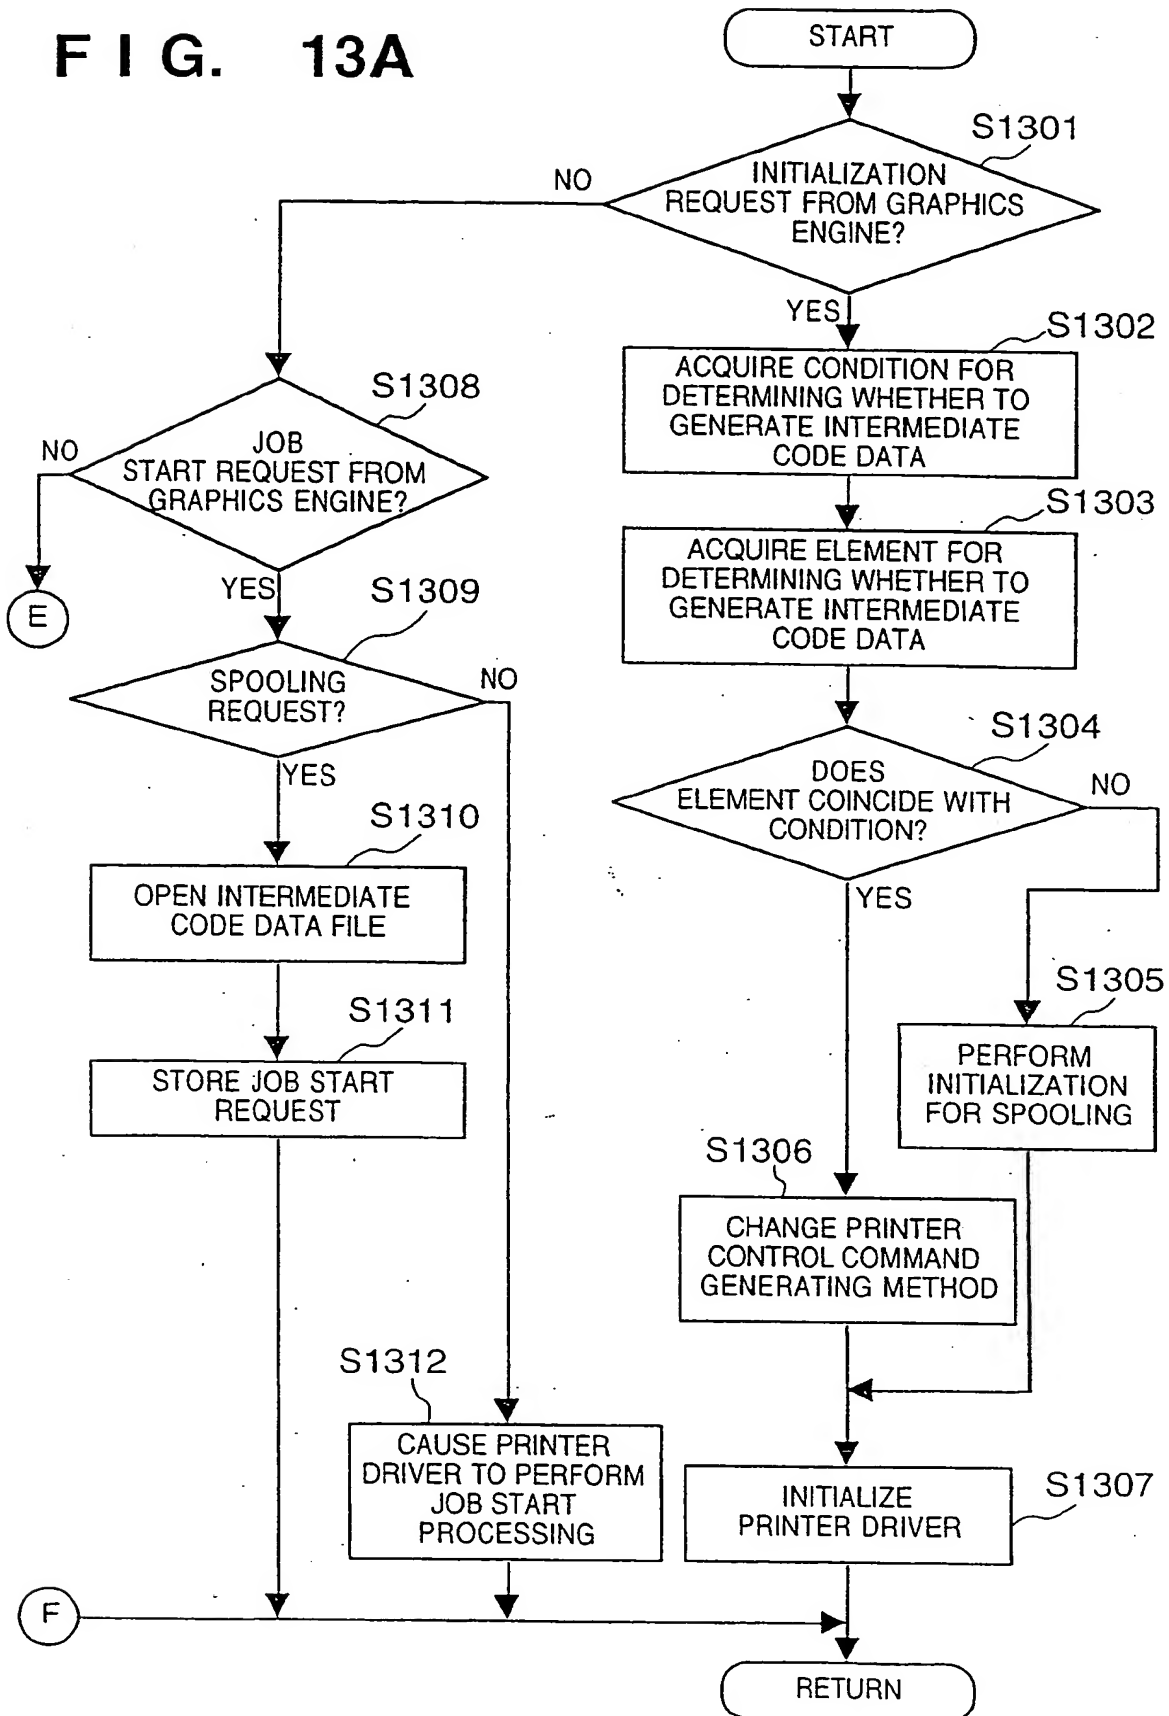 FIG. 13A
START
S1301
INITIALIZATION
REQUEST FROM GRAPHICS
ENGINE?
NO
YES
S1302
ACQUIRE CONDITION FOR
DETERMINING WHETHER TO
GENERATE INTERMEDIATE
CODE DATA
S1303
ACQUIRE ELEMENT FOR
DETERMINING WHETHER TO
GENERATE INTERMEDIATE
CODE DATA
S1304
DOES
ELEMENT COINCIDE WITH
CONDITION?
NO
YES
S1305
PERFORM
INITIALIZATION
FOR SPOOLING
S1306
CHANGE PRINTER
CONTROL COMMAND
GENERATING METHOD
S1307
INITIALIZE
PRINTER DRIVER
S1308
JOB
START REQUEST FROM
GRAPHICS ENGINE?
NO
E
YES
S1309
SPOOLING
REQUEST?
NO
YES
S1310
OPEN INTERMEDIATE
CODE DATA FILE
S1311
STORE JOB START
REQUEST
S1312
CAUSE PRINTER
DRIVER TO PERFORM
JOB START
PROCESSING
F
RETURN